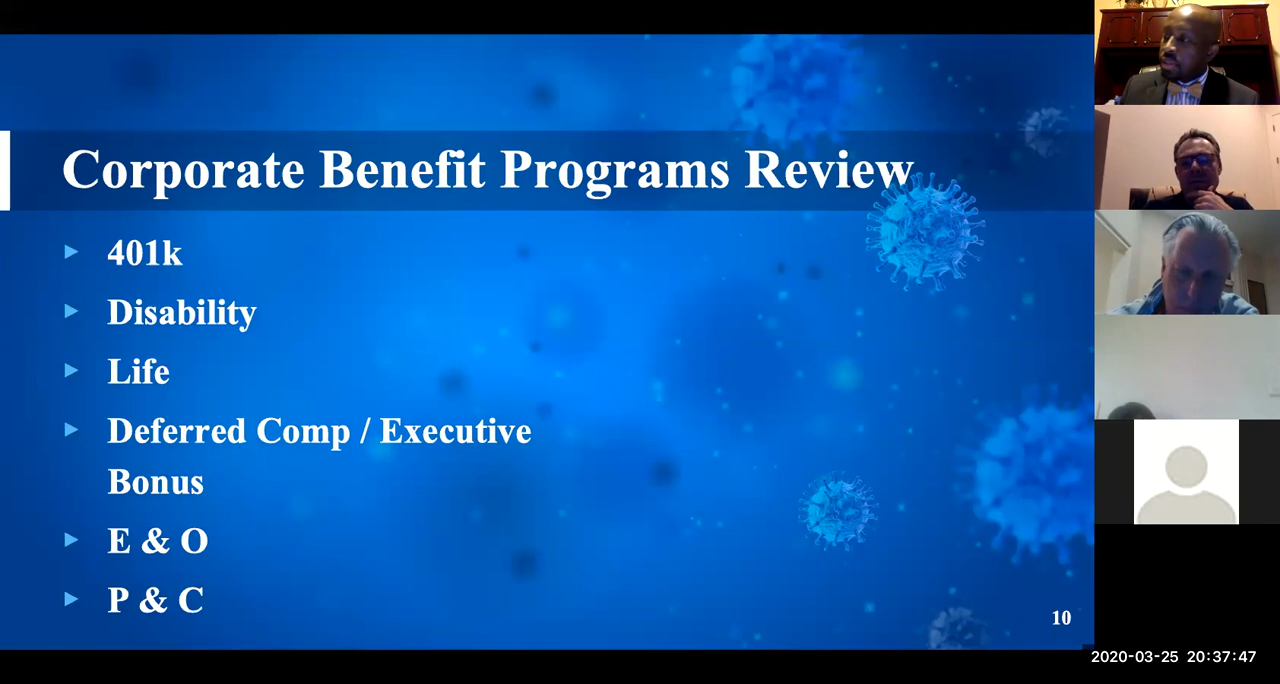 Corporate Benefit Programs Review
401k
Disability
Life
Deferred Comp / Executive
Bonus
E & O
P & C
10
2020-03-25 20:37:47